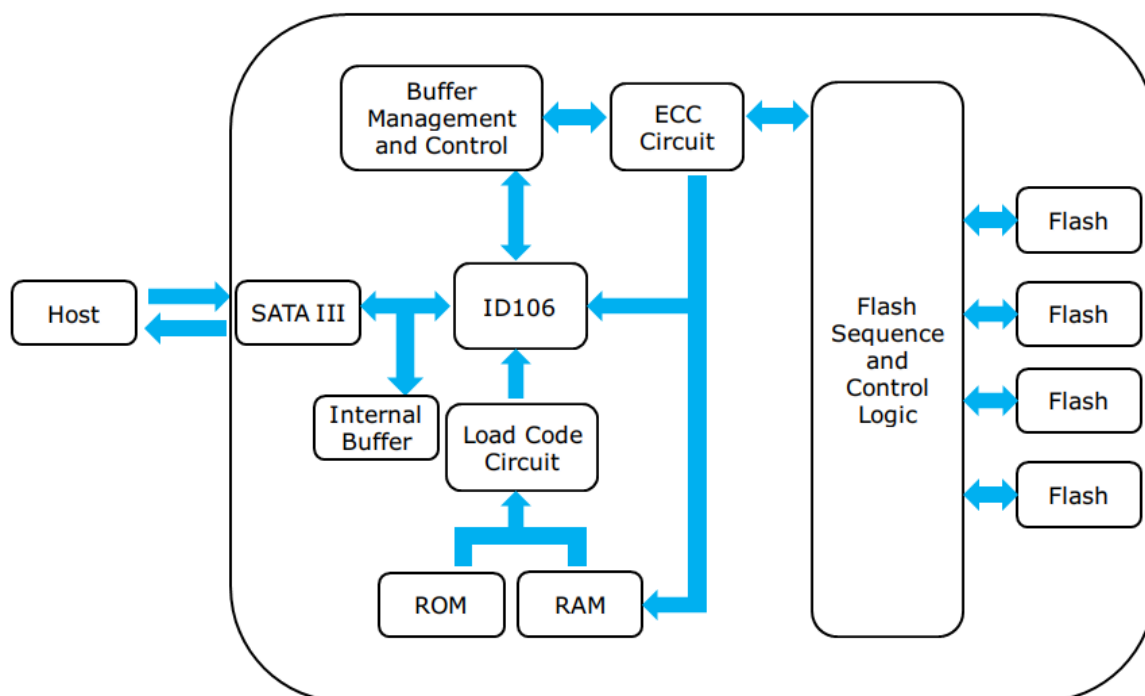 Buffer
Management
and Control
ECC
Circuit
Flash
Host
SATA III
ID106
Flash
Sequence
and
Control
Logic
Flash
Internal
Buffer
Load Code
Circuit
Flash
Flash
ROM
RAM